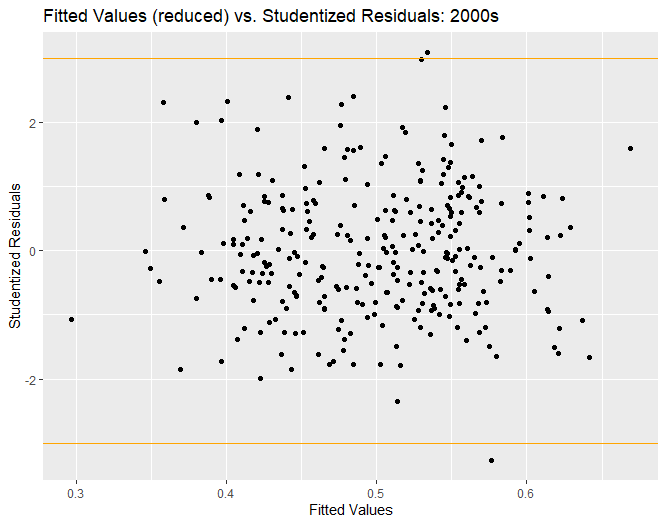 Fitted Values (reduced) vs. Studentized Residuals: 2000s
Studentized Residuals
2
0
-2
0.3
0.4
0.5
0.6
Fitted Values